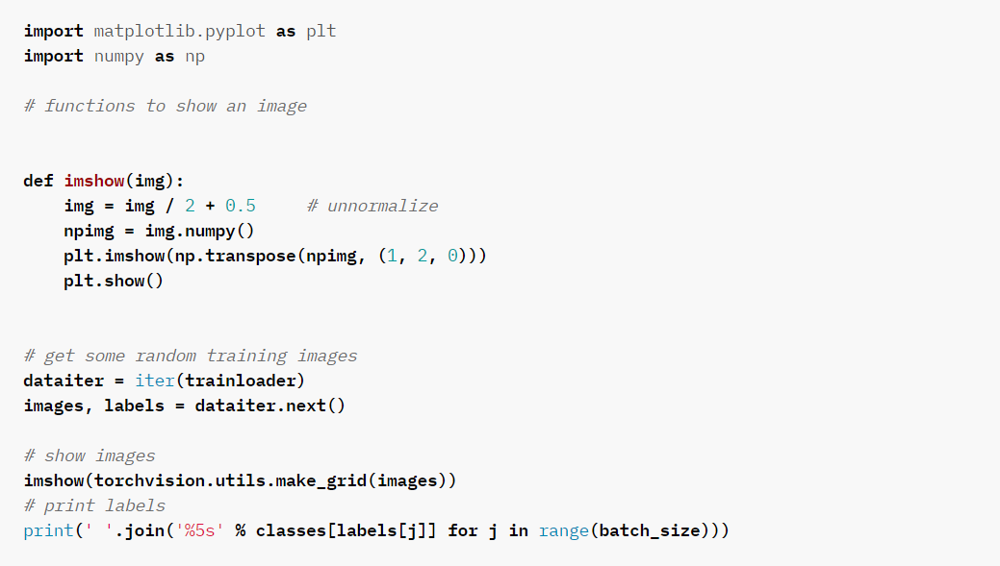 import matplotlib.pyplot as plt
import numpy as np
# functions to show an image
def imshow(img):
    img = img / 2 + 0.5     # unnormalize
    npimg = img.numpy()
    plt.imshow(np.transpose(npimg, (1, 2, 0)))
    plt.show()
# get some random training images
dataiter = iter(trainloader)
images, labels = dataiter.next()
# show images
imshow(torchvision.utils.make_grid(images))
# print labels
print(' '.join('%5s' % classes[labels[j]] for j in range(batch_size)))